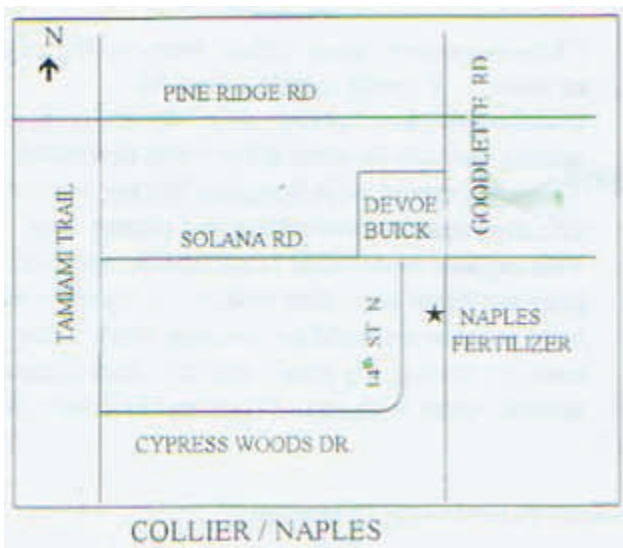 N
PINE RIDGE RD
GOODLETTE RD
DEVOE
BUICK
TAMIAMI TRAIL
SOLANA RD.
14th ST N
NAPLES
FERTILIZER
CYPRESS WOODS DR.
COLLIER / NAPLES